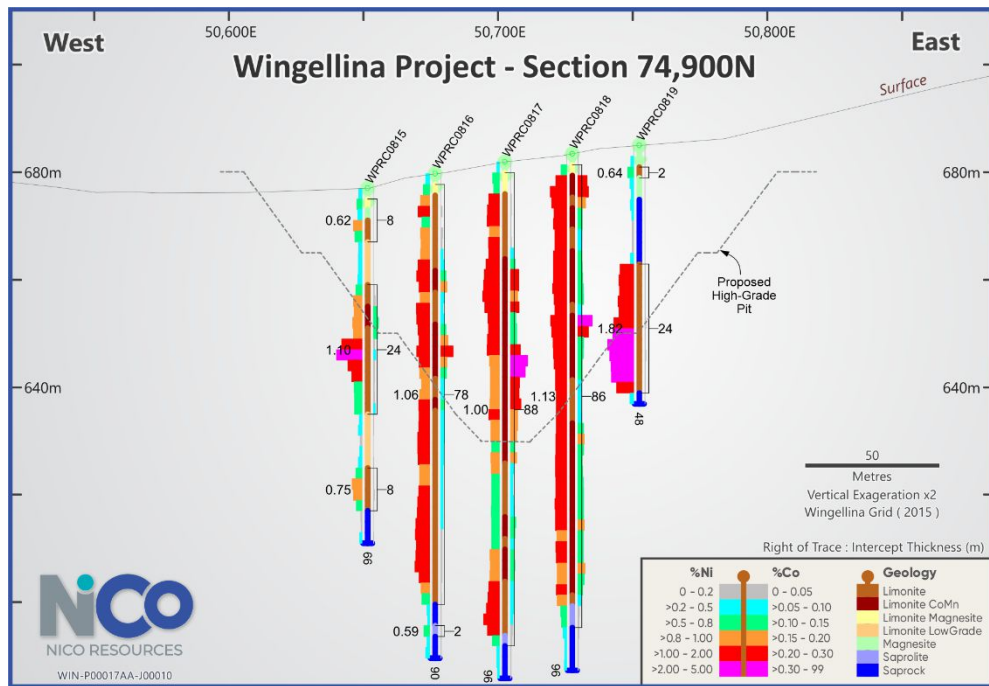 50,600E
50,700E
50,800E
West
East
Wingellina Project - Section 74,900N
Surface
WPRC0815
WPRC0816
WPRC0817
WPRC0818
WPRC0819
680m
680m
0.64
2
0.62
8
Proposed
High-Grade
Pit
1.82
24
1.10
24
640m
640m
1.06
78
1.00
88
1.13
86
48
50
Metres
Vertical Exageration x2
Wingellina Grid ( 2015 )
0.75
8
66
Right of Trace : Intercept Thickness (m)
%Ni
%Co
Geology
0 - 0.2
0 - 0.05
Limonite
>0.2 - 0.5
>0.05 - 0.10
Limonite CoMn
>0.5 - 0.8
>0.10 - 0.15
Limonite Magnesite
>0.8 - 1.00
>0.15 - 0.20
Limonite LowGrade
>1.00 - 2.00
>0.20 - 0.30
Magnesite
>2.00 - 5.00
>0.30 - 99
Saprolite
Saprock
0.59
2
90
96
96
NiCo
NICO RESOURCES
WIN-P00017AA-J00010